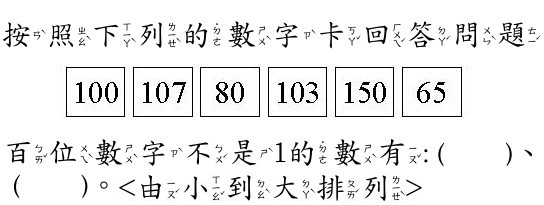 按照下列的數字卡回答問題
100 107 80 103 150 65
百位數字不是1的數有:(　　)、
(　　)。<由小到大排列>